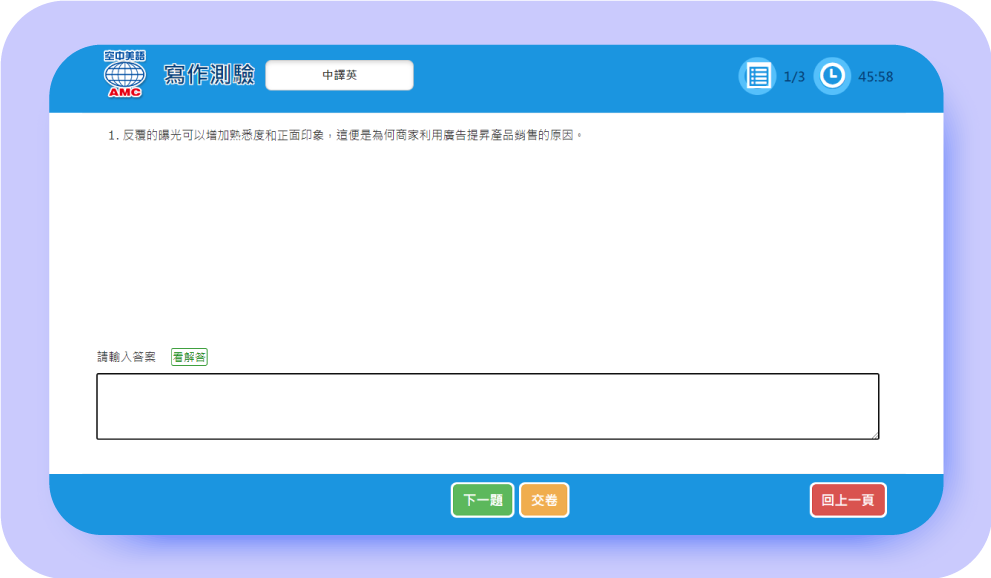 空中美語
AMC
寫作測驗
中譯英
1/3
45:58
1. 反覆的曝光可以增加熟悉度和正面印象，這便是為何商家利用廣告提昇產品銷售的原因。
請輸入答案
看解答
下一題
交卷
回上一頁